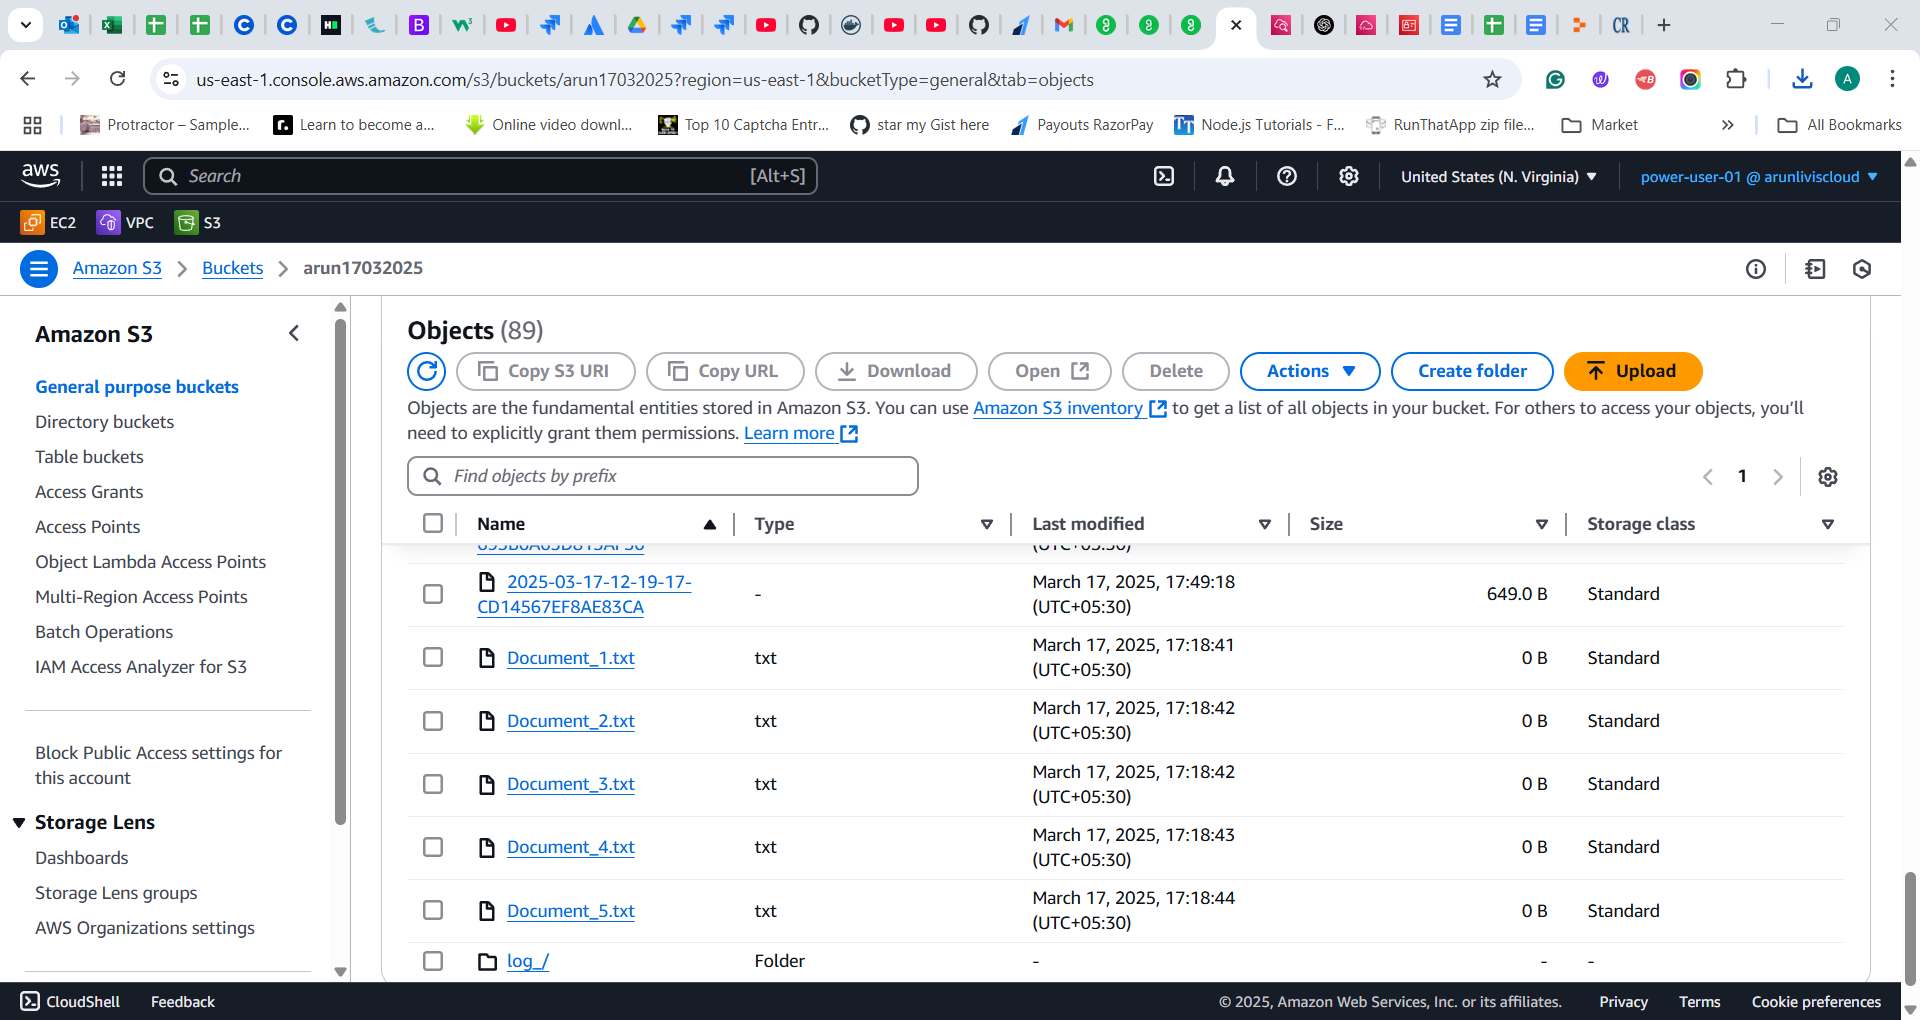 us-east-1.console.aws.amazon.com/s3/buckets/arun17032025?region=us-east-1&bucketType=general&tab=objects
Protractor – Sample...
Learn to become a...
Online video downl...
Top 10 Captcha Entr...
star my Gist here
Payouts RazorPay
Node.js Tutorials - F...
RunThatApp zip file...
Market
All Bookmarks
aws
Search
[Alt+S]
United States (N. Virginia)
power-user-01 @ arunliviscloud
EC2
VPC
S3
Amazon S3
Buckets
arun17032025
Amazon S3
General purpose buckets
Directory buckets
Table buckets
Access Grants
Access Points
Object Lambda Access Points
Multi-Region Access Points
Batch Operations
IAM Access Analyzer for S3
Block Public Access settings for
this account
Storage Lens
Dashboards
Storage Lens groups
AWS Organizations settings
Objects (89)
Copy S3 URI
Copy URL
Download
Open
Delete
Actions
Create folder
Upload
Objects are the fundamental entities stored in Amazon S3. You can use Amazon S3 inventory to get a list of all objects in your bucket. For others to access your objects, you'll
need to explicitly grant them permissions. Learn more
Find objects by prefix
1
Name Type Last modified Size Storage class
(UTC+05:30)
2025-03-17-12-19-17-
CD14567EF8AE83CA
-
March 17, 2025, 17:49:18
(UTC+05:30)
649.0 B
Standard
Document_1.txt
txt
March 17, 2025, 17:18:41
(UTC+05:30)
0 B
Standard
Document_2.txt
txt
March 17, 2025, 17:18:42
(UTC+05:30)
0 B
Standard
Document_3.txt
txt
March 17, 2025, 17:18:42
(UTC+05:30)
0 B
Standard
Document_4.txt
txt
March 17, 2025, 17:18:43
(UTC+05:30)
0 B
Standard
Document_5.txt
txt
March 17, 2025, 17:18:44
(UTC+05:30)
0 B
Standard
log_/
Folder
-
-
-
CloudShell
Feedback
© 2025, Amazon Web Services, Inc. or its affiliates.
Privacy
Terms
Cookie preferences